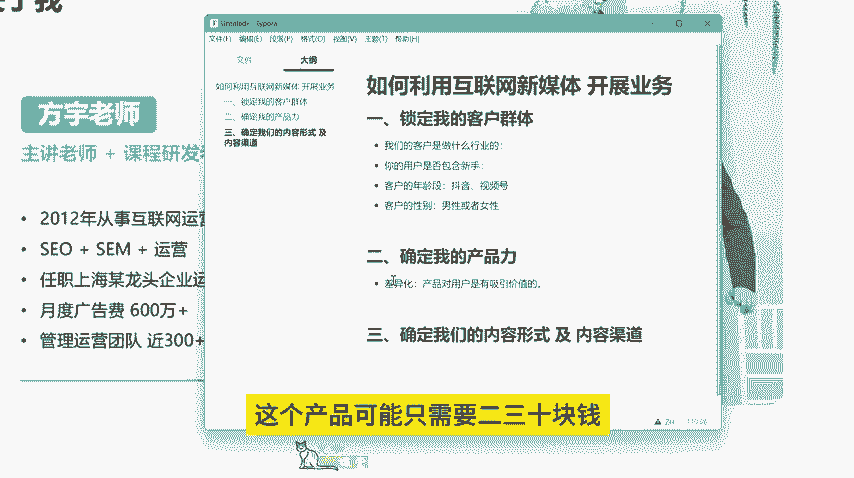 方宇老师
主讲老师 + 课程研发
• 2012年从事互联网运营
• SEO + SEM + 运营
• 任职上海某龙头企业运
• 月度广告费 600万+
• 管理运营团队 近300+
文件(F) 编辑(E) 段落(P) 格式(O) 视图(V) 主题(T) 帮助(H)
文件 大纲
如何利用互联网新媒体 开展业务
一、锁定我的客户群体
二、确定我的产品力
三、确定我们的内容形式 及
内容渠道
如何利用互联网新媒体 开展业务
一、锁定我的客户群体
• 我们的客户是做什么行业的：
• 你的用户是否包含新手：
• 客户的年龄段：抖音、视频号
• 客户的性别：男性或者女性
二、确定我的产品力
• 差异化：产品对用户是有吸引价值的。
三、确定我们的内容形式 及 内容渠道
这个产品可能只需要二三十块钱